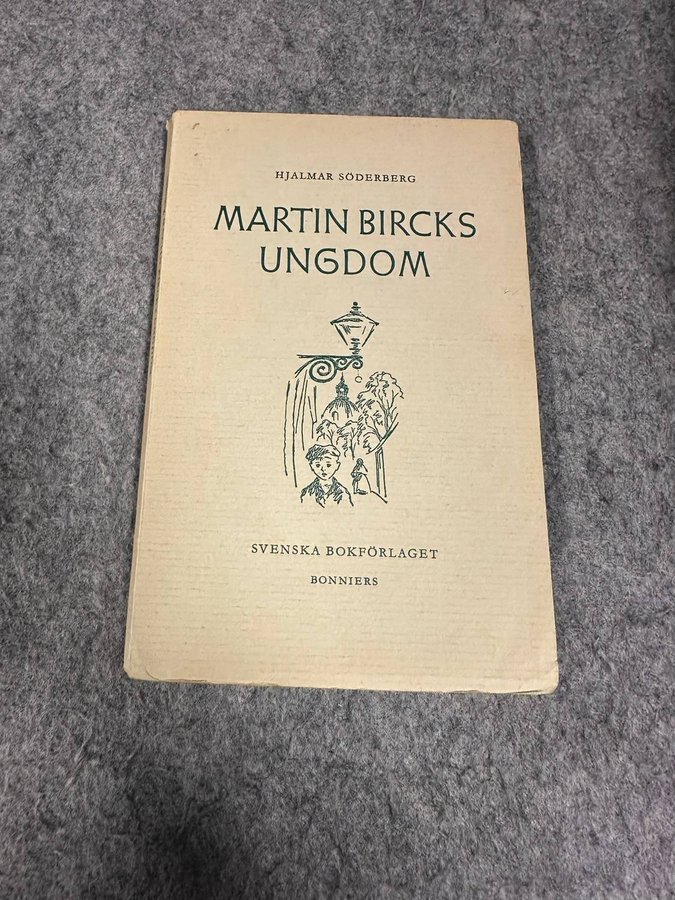 HJALMAR SÖDERBERG
MARTIN BIRCKS
UNGDOM
SVENSKA BOKFÖRLAGET
BONNIERS